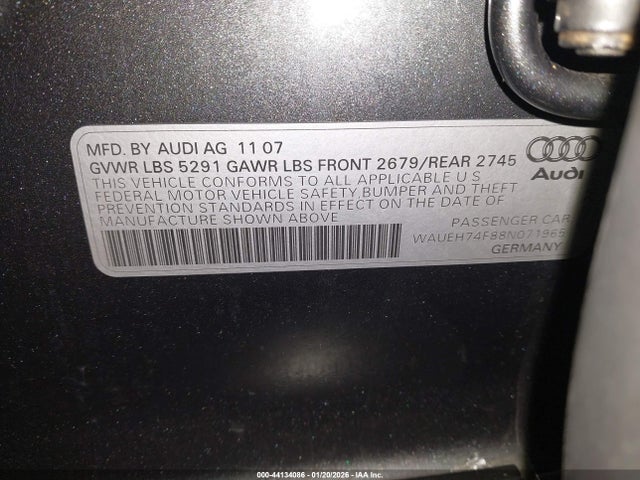 MFD. BY AUDI AG 11 07
GVWR LBS 5291 GAWR LBS FRONT 2679/REAR 2745
THIS VEHICLE CONFORMS TO ALL APPLICABLE U S
FEDERAL MOTOR VEHICLE SAFETY,BUMPER AND THEFT
PREVENTION STANDARDS IN EFFECT ON THE DATE OF
MANUFACTURE SHOWN ABOVE
Audi
PASSENGER CAR
WAUEH74F88N071965
GERMANY
000-44134086 - 01/20/2026 - Copyright © 2026 - IAA Inc.